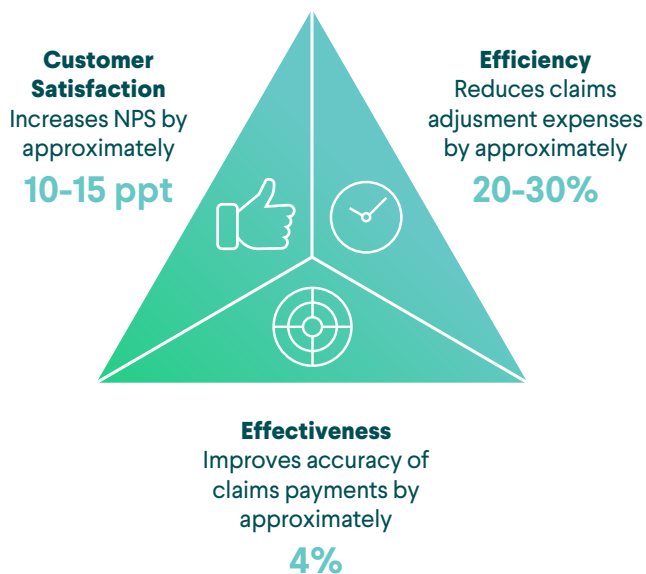 Customer
Satisfaction
Increases NPS by
approximately
10-15 ppt
Efficiency
Reduces claims
adjusment expenses
by approximately
20-30%
Effectiveness
Improves accuracy of
claims payments by
approximately
4%